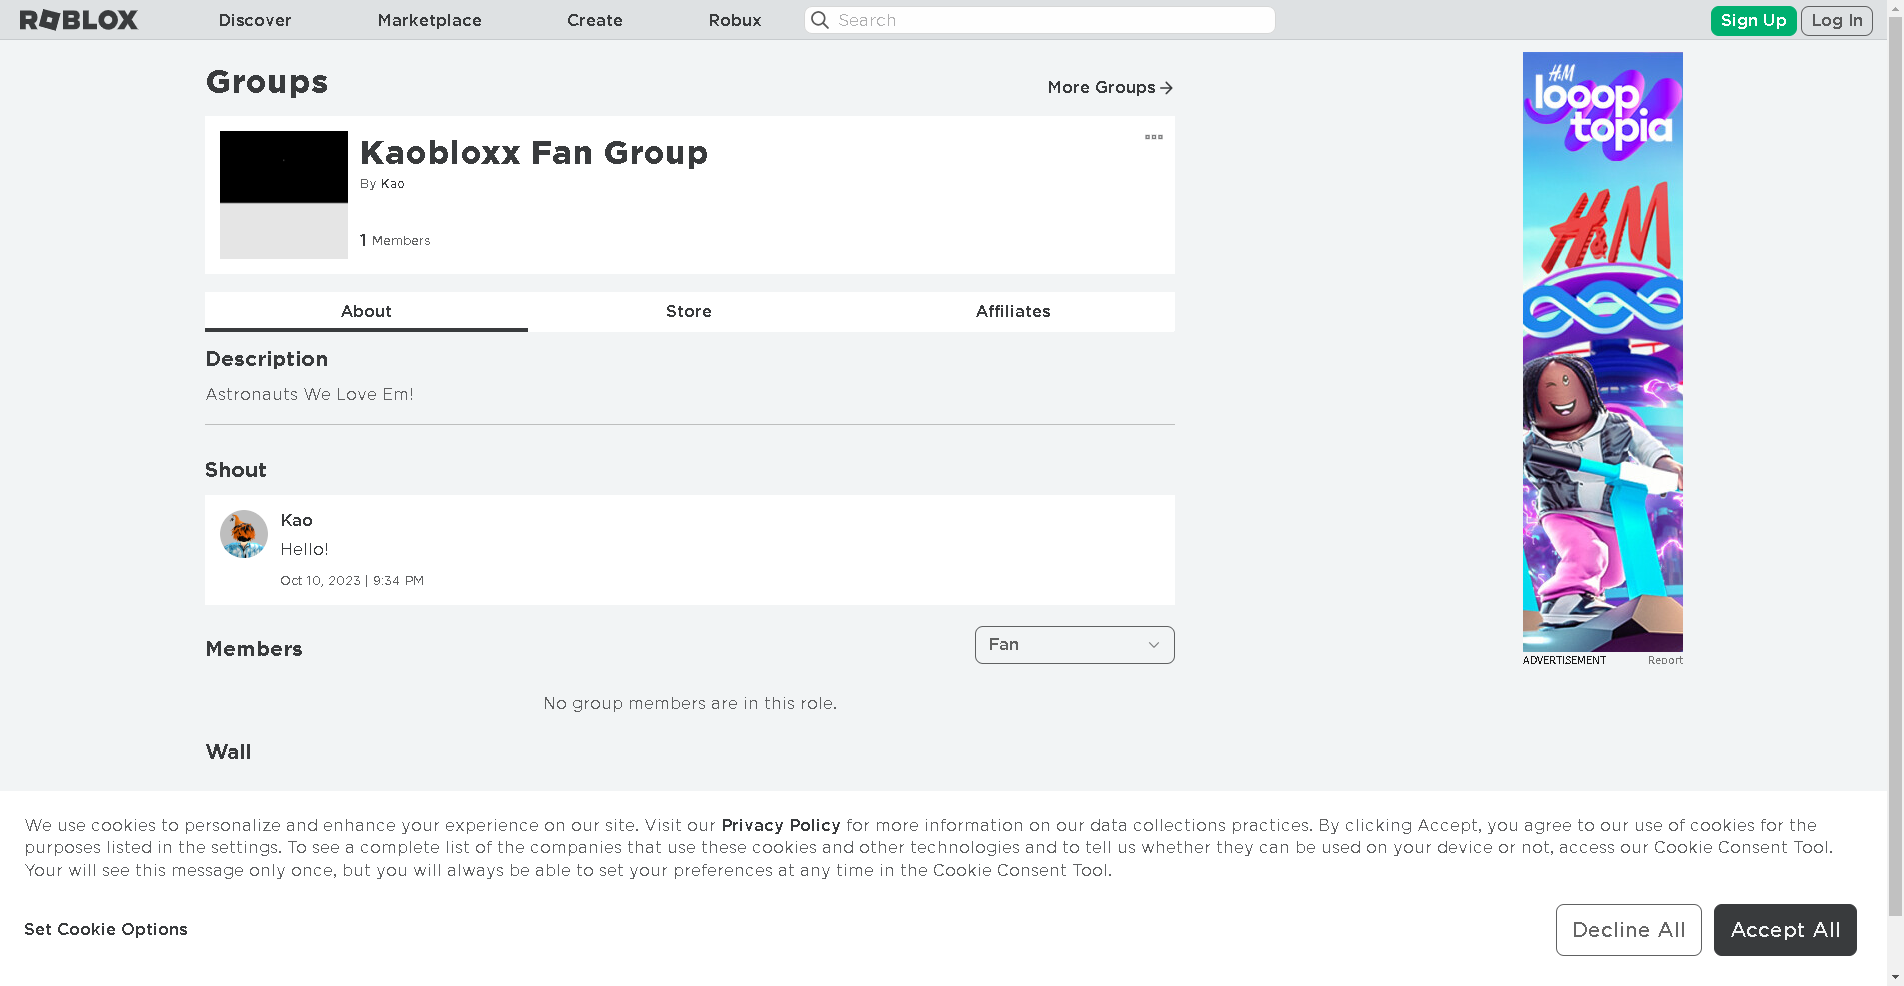 ROBLOX
Discover
Marketplace
Create
Robux
Search
Sign Up
Log In
Groups
More Groups
Kaobloxx Fan Group
By Kao
1 Members
About
Store
Affiliates
Description
Astronauts We Love Em!
Shout
Kao
Hello!
Oct 10, 2023 | 9:34 PM
Members
Fan
No group members are in this role.
Wall
H&M
looop
topia
H&M
ADVERTISEMENT
Report
We use cookies to personalize and enhance your experience on our site. Visit our Privacy Policy for more information on our data collections practices. By clicking Accept, you agree to our use of cookies for the
purposes listed in the settings. To see a complete list of the companies that use these cookies and other technologies and to tell us whether they can be used on your device or not, access our Cookie Consent Tool.
Your will see this message only once, but you will always be able to set your preferences at any time in the Cookie Consent Tool.
Set Cookie Options
Decline All
Accept All